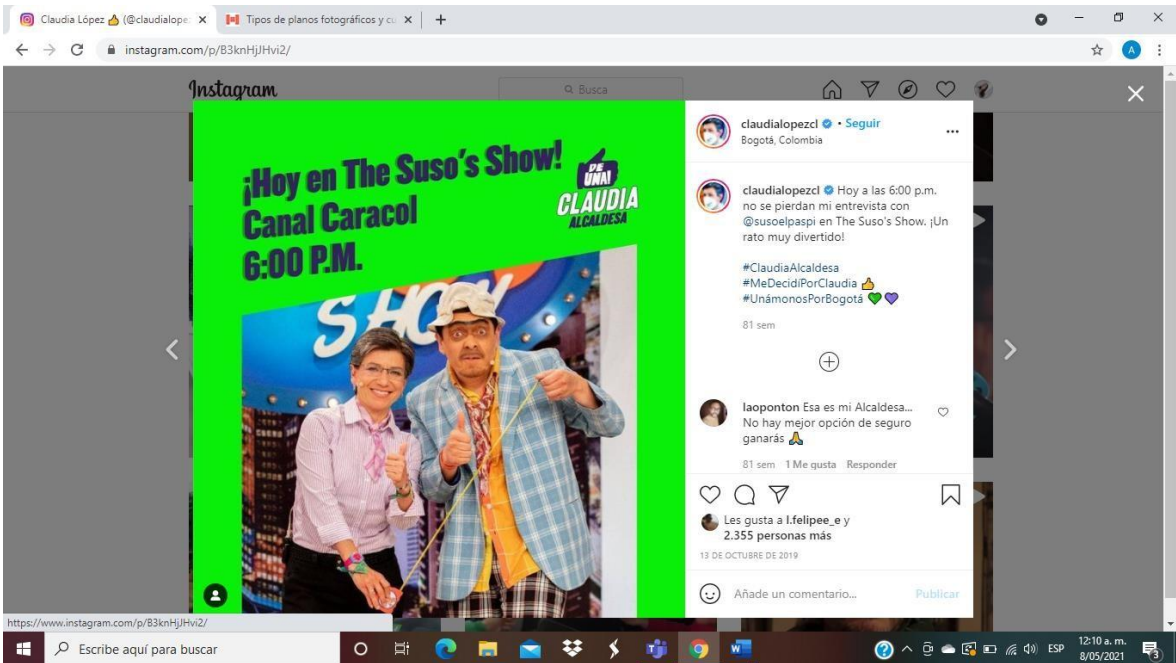 Claudia López 👍 (@claudialope
Tipos de planos fotográficos y cu
instagram.com/p/B3knHjJHvi2/
A
Instagram
Busca
¡Hoy en The Suso's Show!
Canal Caracol
6:00 P.M.
DE
UNA!
CLAUDIA
ALCALDESA
SHOW
claudialopezcl • Seguir
Bogotá, Colombia
claudialopezcl Hoy a las 6:00 p.m.
no se pierdan mi entrevista con
@susoelpaspi en The Suso's Show. ¡Un
rato muy divertido!
#ClaudiaAlcaldesa
#MeDecidíPorClaudia 👍
#UnámonosPorBogotá 💚💜
81 sem
laoponton Esa es mi Alcaldesa...
No hay mejor opción de seguro
ganarás 🙏
81 sem 1 Me gusta Responder
Les gusta a l.felipee_e y
2.355 personas más
13 DE OCTUBRE DE 2019
Añade un comentario... Publicar
https://www.instagram.com/p/B3knHjJHvi2/
Escribe aquí para buscar
ESP
12:10 a. m.
8/05/2021
3